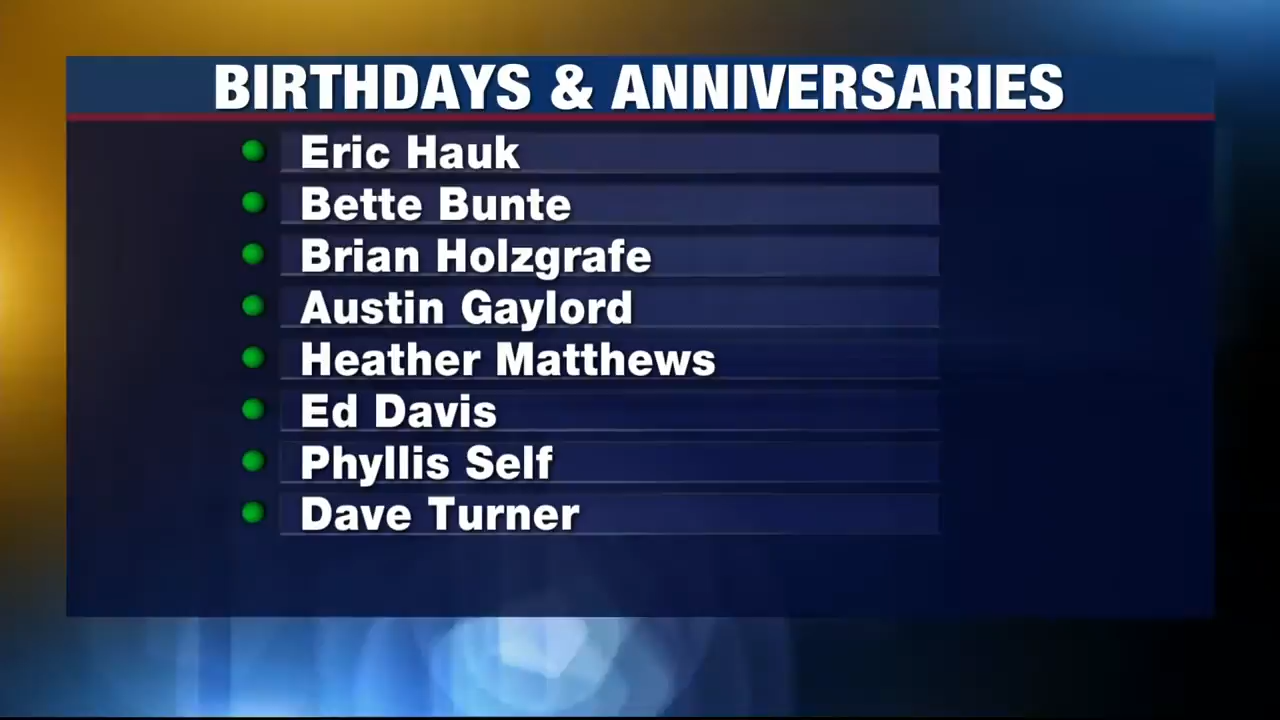 BIRTHDAYS & ANNIVERSARIES
Eric Hauk
Bette Bunte
Brian Holzgrafe
Austin Gaylord
Heather Matthews
Ed Davis
Phyllis Self
Dave Turner